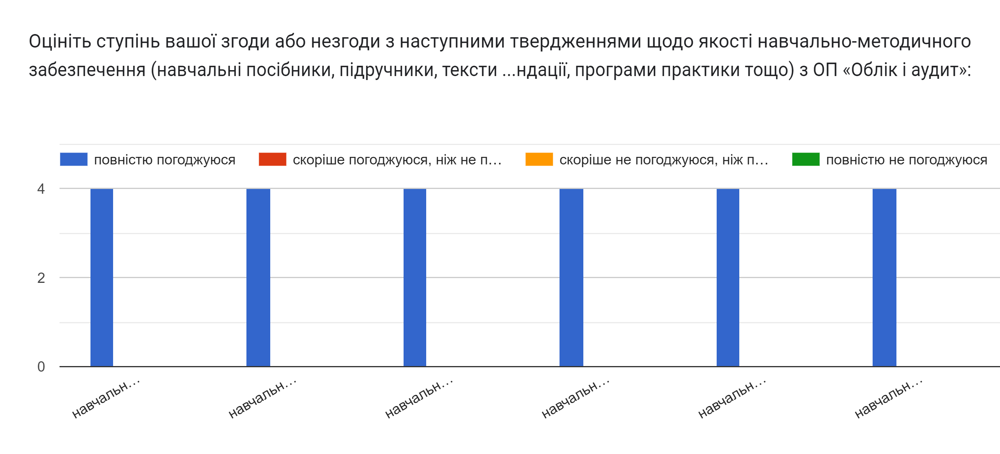 Оцініть ступінь вашої згоди або незгоди з наступними твердженнями щодо якості навчально-методичного
забезпечення (навчальні посібники, підручники, тексти ...ндації, програми практики тощо) з ОП «Облік і аудит»:
повністю погоджуюся скоріше погоджуюся, ніж не п… скоріше не погоджуюся, ніж п… повністю не погоджуюся
4
2
0
навчальн… навчальн… навчальн… навчальн… навчальн… навчальн…